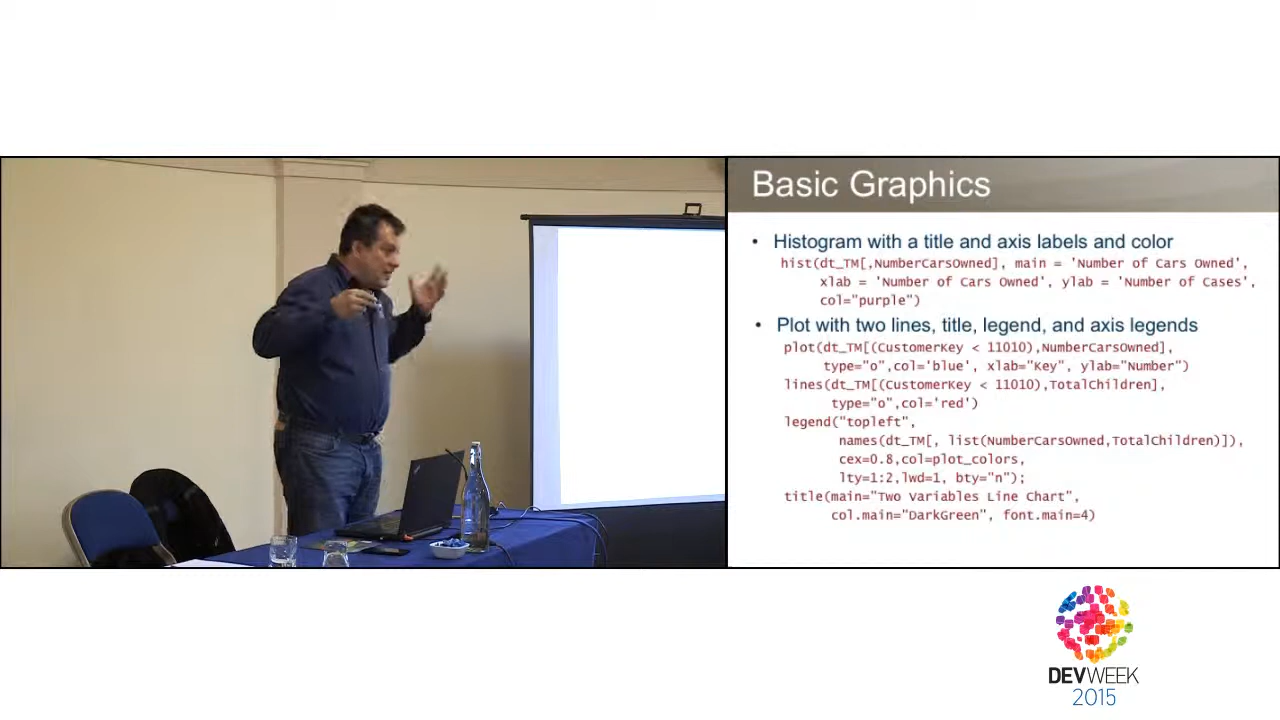 Basic Graphics
• Histogram with a title and axis labels and color
hist(dt_TM[,NumberCarsOwned], main = 'Number of Cars Owned',
xlab = 'Number of Cars Owned', ylab = 'Number of Cases',
col="purple")
• Plot with two lines, title, legend, and axis legends
plot(dt_TM[(CustomerKey < 11010),NumberCarsOwned],
type="o",col='blue', xlab="Key", ylab="Number")
lines(dt_TM[(CustomerKey < 11010),TotalChildren],
type="o",col='red')
legend("topleft",
names(dt_TM[, list(NumberCarsOwned,TotalChildren)]),
cex=0.8,col=plot_colors,
lty=1:2,lwd=1, bty="n");
title(main="Two Variables Line Chart",
col.main="DarkGreen", font.main=4)
DEVWEEK
2015